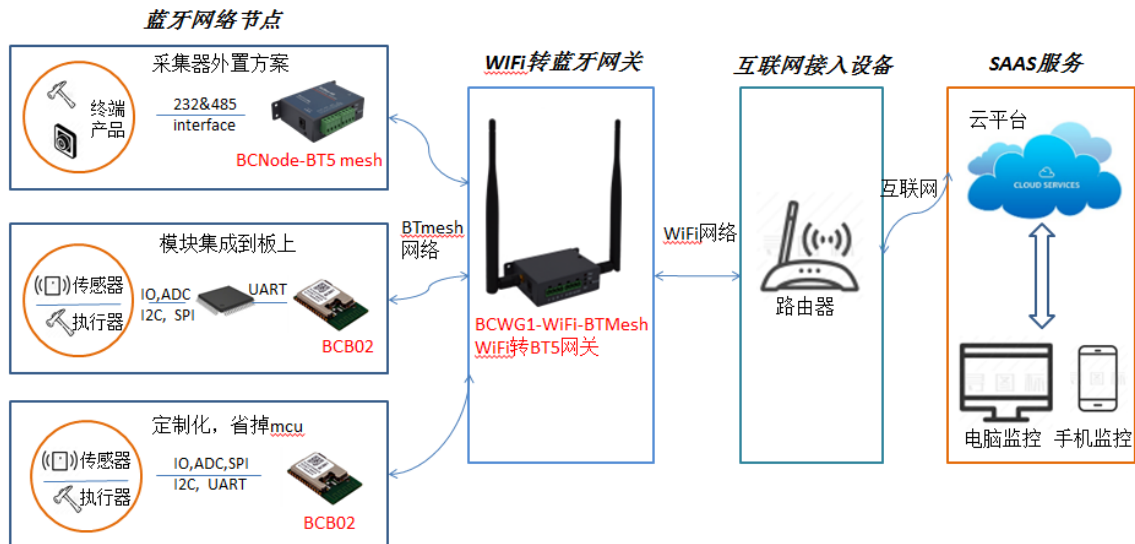 蓝牙网络节点
采集器外置方案
终端
产品
232&485
interface
BCNode-BT5 mesh
模块集成到板上
传感器
执行器
IO,ADC
I2C, SPI
UART
BCB02
定制化，省掉mcu
传感器
执行器
IO,ADC,SPI
I2C, UART
BCB02
BTmesh
网络
WIFi转蓝牙网关
BCWG1-WiFi-BTMesh
WiFi转BT5网关
WiFi网络
互联网接入设备
路由器
互联网
SAAS服务
云平台
CLOUD SERVICES
电脑监控
手机监控